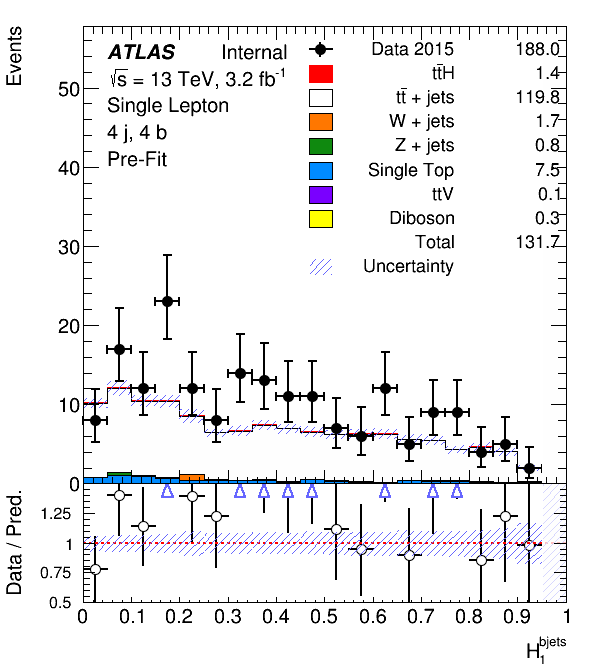 Events
ATLAS Internal
√s = 13 TeV, 3.2 fb⁻¹
Single Lepton
4 j, 4 b
Pre-Fit
Data 2015 188.0
tt̄H 1.4
tt̄ + jets 119.8
W + jets 1.7
Z + jets 0.8
Single Top 7.5
ttV 0.1
Diboson 0.3
Total 131.7
Uncertainty
50
40
30
20
10
0
Data / Pred.
1.25
1
0.75
0.5
0 0.1 0.2 0.3 0.4 0.5 0.6 0.7 0.8 0.9 1
H₁^bjets